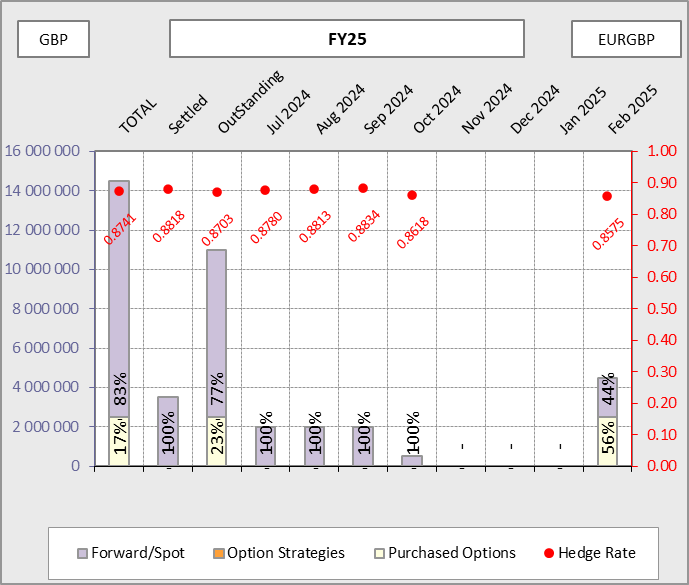 GBP
FY25
EURGBP
TOTAL
Settled
OutStanding
Jul 2024
Aug 2024
Sep 2024
Oct 2024
Nov 2024
Dec 2024
Jan 2025
Feb 2025
16 000 000
14 000 000
12 000 000
10 000 000
8 000 000
6 000 000
4 000 000
2 000 000
0
1.00
0.90
0.80
0.70
0.60
0.50
0.40
0.30
0.20
0.10
0.00
0.8741
0.8818
0.8703
0.8780
0.8813
0.8834
0.8618
0.8575
83%
17%
100%
77%
23%
100%
100%
100%
100%
-
-
-
44%
56%
Forward/Spot
Option Strategies
Purchased Options
Hedge Rate